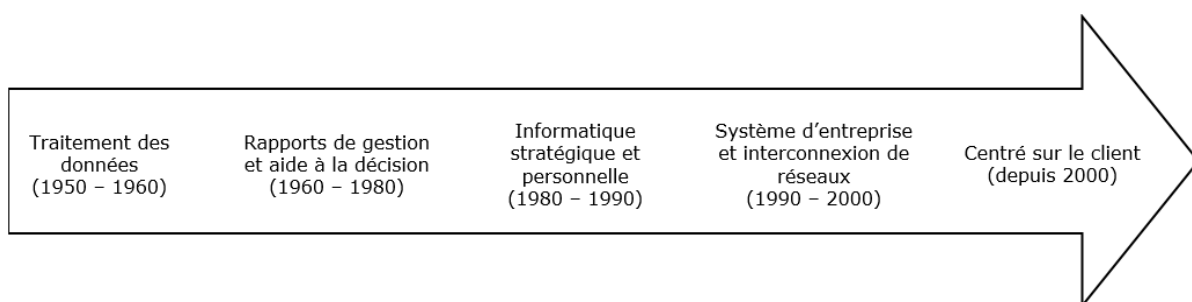 Traitement des
données
(1950 – 1960)
Rapports de gestion
et aide à la décision
(1960 – 1980)
Informatique
stratégique et
personnelle
(1980 – 1990)
Système d’entreprise
et interconnexion de
réseaux
(1990 – 2000)
Centré sur le client
(depuis 2000)